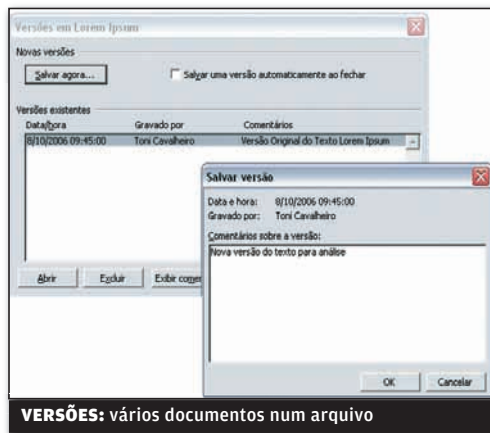 Versões em Lorem Ipsum
Novas versões
Salvar agora...
Salvar uma versão automaticamente ao fechar
Versões existentes
Data/hora Gravado por Comentários
8/10/2006 09:45:00 Toni Cavalheiro Versão Original do Texto Lorem Ipsum
Abrir Excluir Exibir
Salvar versão
Data e hora: 8/10/2006 09:45:00
Gravado por: Toni Cavalheiro
Comentários sobre a versão:
Nova versão do texto para análise
OK Cancelar
VERSÕES: vários documentos num arquivo